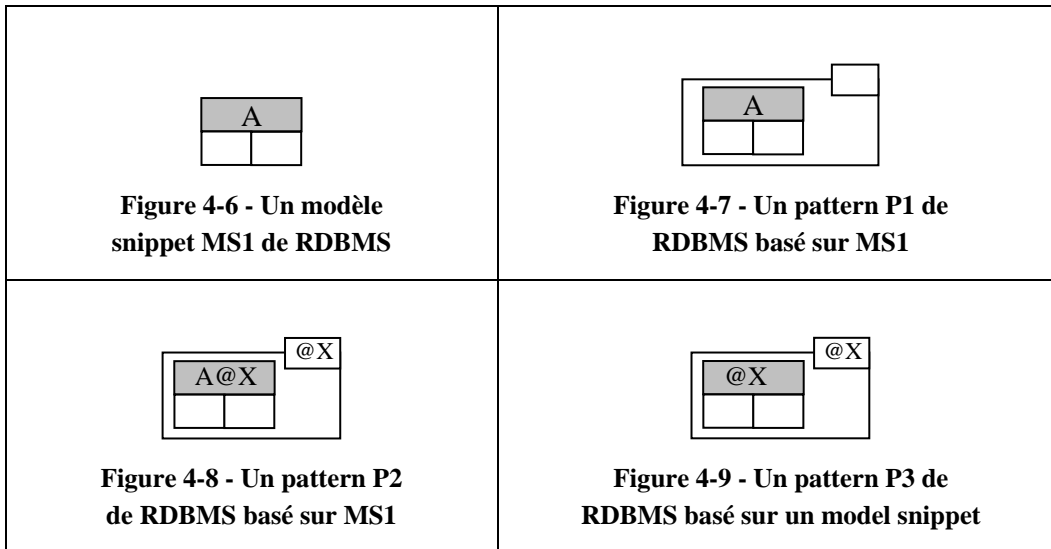 A
Figure 4-6 - Un modèle
snippet MS1 de RDBMS
A
Figure 4-7 - Un pattern P1 de
RDBMS basé sur MS1
@X
A@X
Figure 4-8 - Un pattern P2
de RDBMS basé sur MS1
@X
@X
Figure 4-9 - Un pattern P3 de
RDBMS basé sur un model snippet